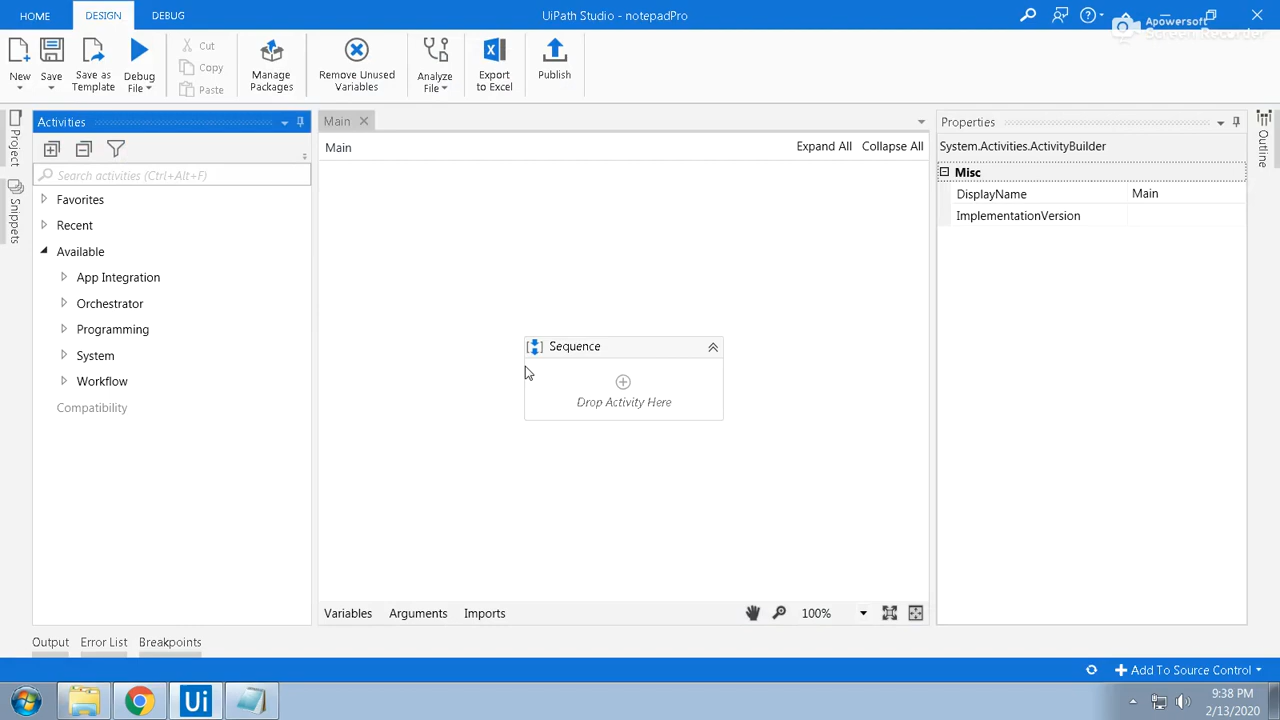 HOME
DESIGN
DEBUG
UiPath Studio - notepadPro
Apowersoft
Screen Recorder
New
Save
Save as
Template
Debug
File
Cut
Copy
Paste
Manage
Packages
Remove Unused
Variables
Analyze
File
Export
to Excel
Publish
Project
Snippets
Activities
Search activities (Ctrl+Alt+F)
Favorites
Recent
Available
App Integration
Orchestrator
Programming
System
Workflow
Compatibility
Main
Main
Expand All
Collapse All
Sequence
Drop Activity Here
Variables
Arguments
Imports
100%
Properties
System.Activities.ActivityBuilder
Misc
DisplayName
Main
ImplementationVersion
Outline
Output
Error List
Breakpoints
Add To Source Control
Ui
9:38 PM
2/13/2020